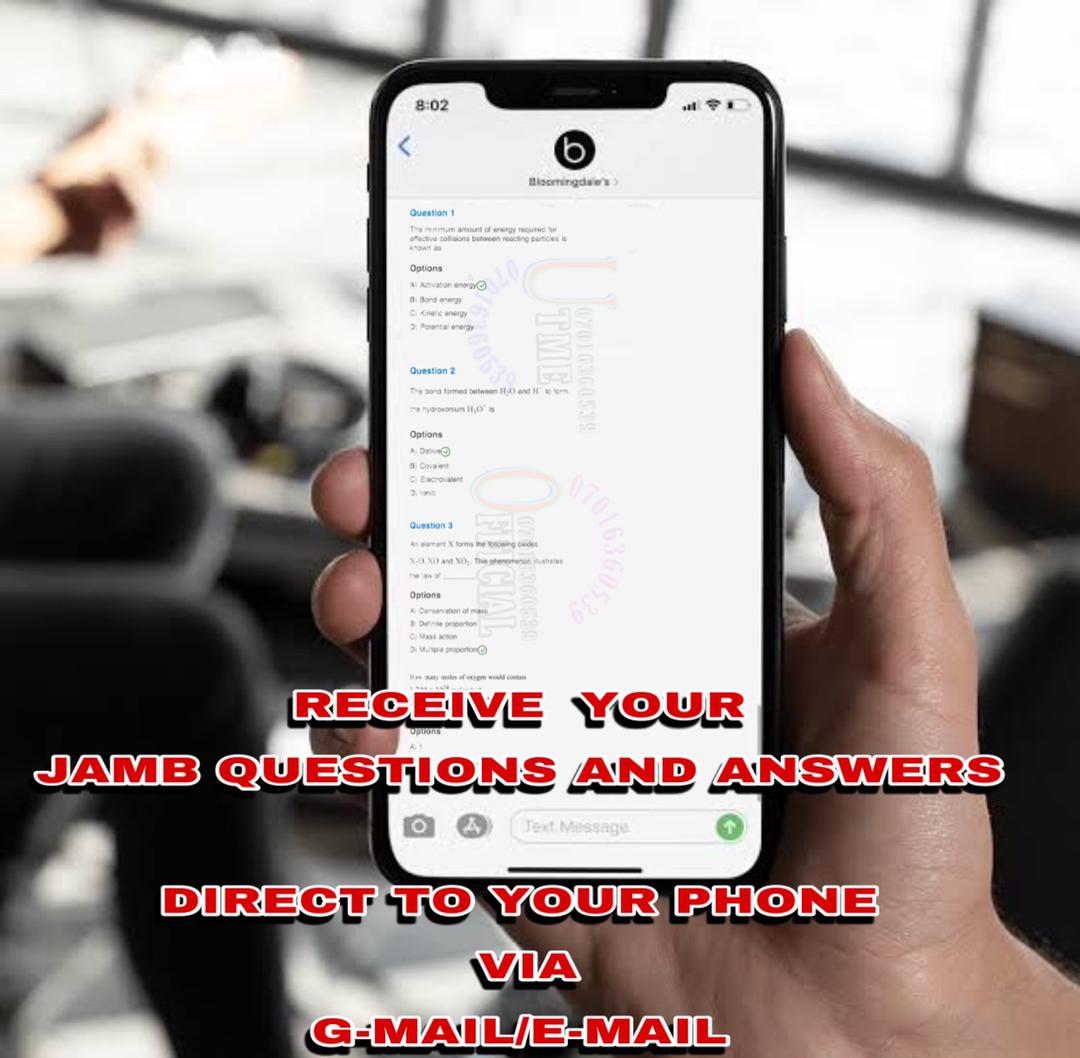 8:02
b
Bloomingdale's >
Question 1
The minimum amount of energy required for
effective collisions between reacting particles is
known as
Options
A) Activation energy
B) Bond energy
C) Kinetic energy
D) Potential energy
07016360539
UTME
07016360539
Question 2
The bond formed between H₂O and H⁺ to form
the hydroxonium H₃O⁺ is
Options
A) Dative
B) Covalent
C) Electrovalent
D) Ionic
OFFICIAL
07016360539
07016360539
Question 3
An element X forms the following oxides
X₂O, XO and XO₂. This phenomenon illustrates
the law of ____
Options
A) Conservation of mass
B) Definite proportion
C) Mass action
D) Multiple proportion
How many moles of oxygen would contain
RECEIVE YOUR
Options
A) 1
JAMB QUESTIONS AND ANSWERS
Text Message
DIRECT TO YOUR PHONE
VIA
G-MAIL/E-MAIL